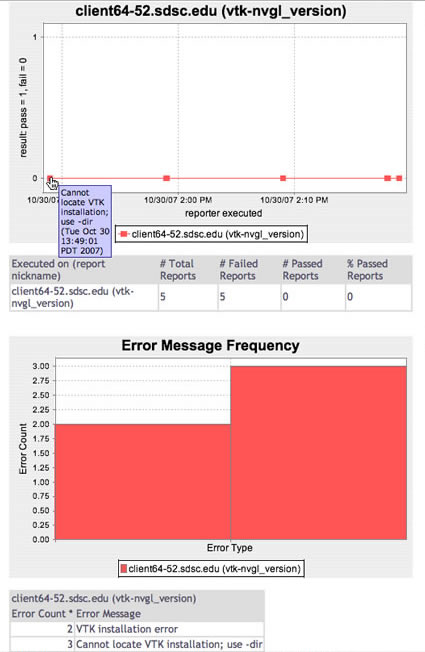 client64-52.sdsc.edu (vtk-nvgl_version)
result: pass = 1, fail = 0
1
0
10/30/07
10/30/07 2:00 PM
10/30/07 2:10 PM
Cannot
locate VTK
installation;
use -dir
(Tue Oct 30
13:49:01
PDT 2007)
reporter executed
client64-52.sdsc.edu (vtk-nvgl_version)
Executed on (report nickname) # Total Reports # Failed Reports # Passed Reports % Passed Reports
client64-52.sdsc.edu (vtk-nvgl_version) 5 5 0 0
Error Message Frequency
Error Count
3.00
2.75
2.50
2.25
2.00
1.75
1.50
1.25
1.00
0.75
0.50
0.25
0.00
Error Type
client64-52.sdsc.edu (vtk-nvgl_version)
client64-52.sdsc.edu (vtk-nvgl_version)
Error Count * Error Message
2 VTK installation error
3 Cannot locate VTK installation; use -dir